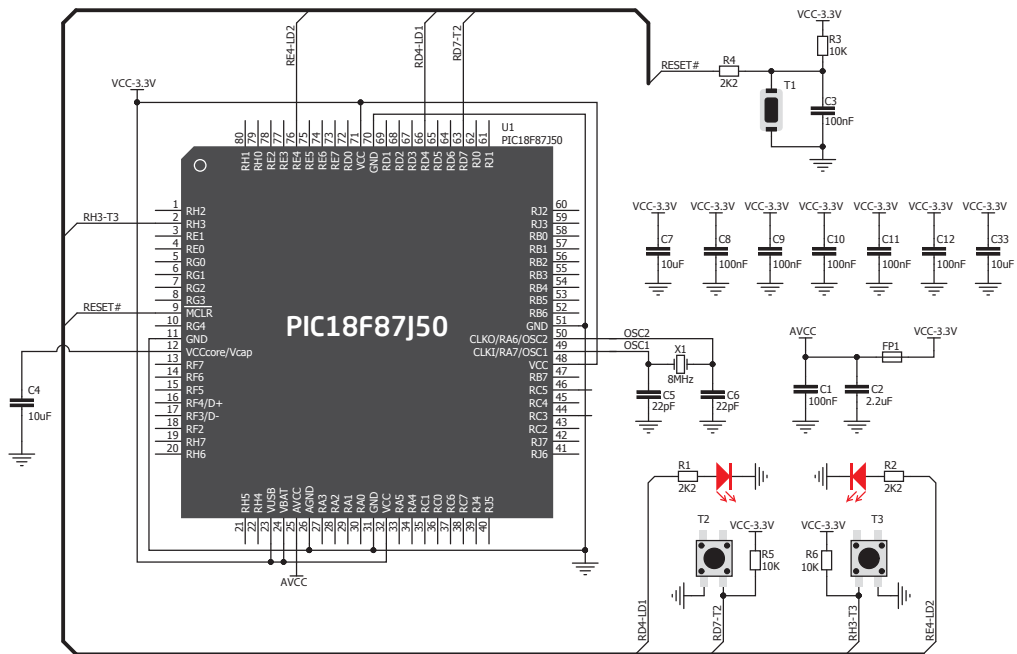 RE4-LD2
RD4-LD1
RD7-T2
VCC-3.3V
R3
10K
RESET#
R4
2K2
T1
C3
100nF
VCC-3.3V
U1
PIC18F87J50
80
79
78
77
76
75
74
73
72
71
70
69
68
67
66
65
64
63
62
61
RH1
RH0
RE2
RE3
RE4
RE5
RE6
RE7
RD0
VCC
GND
RD1
RD2
RD3
RD4
RD5
RD6
RD7
RJ0
RJ1
RH3-T3
RESET#
1 RH2
2 RH3
3 RE1
4 RE0
5 RG0
6 RG1
7 RG2
8 RG3
9 MCLR
10 RG4
11 GND
12 VCCcore/Vcap
13 RF7
14 RF6
15 RF5
16 RF4/D+
17 RF3/D-
18 RF2
19 RH7
20 RH6
PIC18F87J50
RJ2 60
RJ3 59
RB0 58
RB1 57
RB2 56
RB3 55
RB4 54
RB5 53
RB6 52
GND 51
CLKO/RA6/OSC2 50
CLKI/RA7/OSC1 49
VCC 48
RB7 47
RC5 46
RC4 45
RC3 44
RC2 43
RJ7 42
RJ6 41
RH5
RH4
VUSB
VBAT
AVCC
AGND
RA3
RA2
RA1
RA0
GND
VCC
RA5
RA4
RC1
RC0
RC6
RC7
RJ4
RJ5
21
22
23
24
25
26
27
28
29
30
31
32
33
34
35
36
37
38
39
40
AVCC
C4
10uF
VCC-3.3V VCC-3.3V VCC-3.3V VCC-3.3V VCC-3.3V VCC-3.3V VCC-3.3V
C7 C8 C9 C10 C11 C12 C33
10uF 100nF 100nF 100nF 100nF 100nF 10uF
OSC2
OSC1
X1
8MHz
C5
22pF
C6
22pF
AVCC
FP1
VCC-3.3V
C1
100nF
C2
2.2uF
R1
2K2
R2
2K2
T2
VCC-3.3V
R5
10K
VCC-3.3V
R6
10K
T3
RD4-LD1
RD7-T2
RH3-T3
RE4-LD2